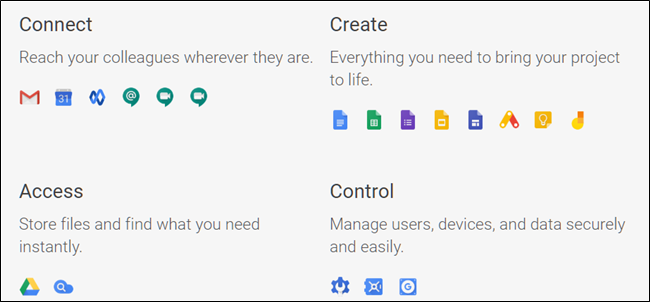 Connect
Reach your colleagues wherever they are.
31
Create
Everything you need to bring your project
to life.
Access
Store files and find what you need
instantly.
Control
Manage users, devices, and data securely
and easily.